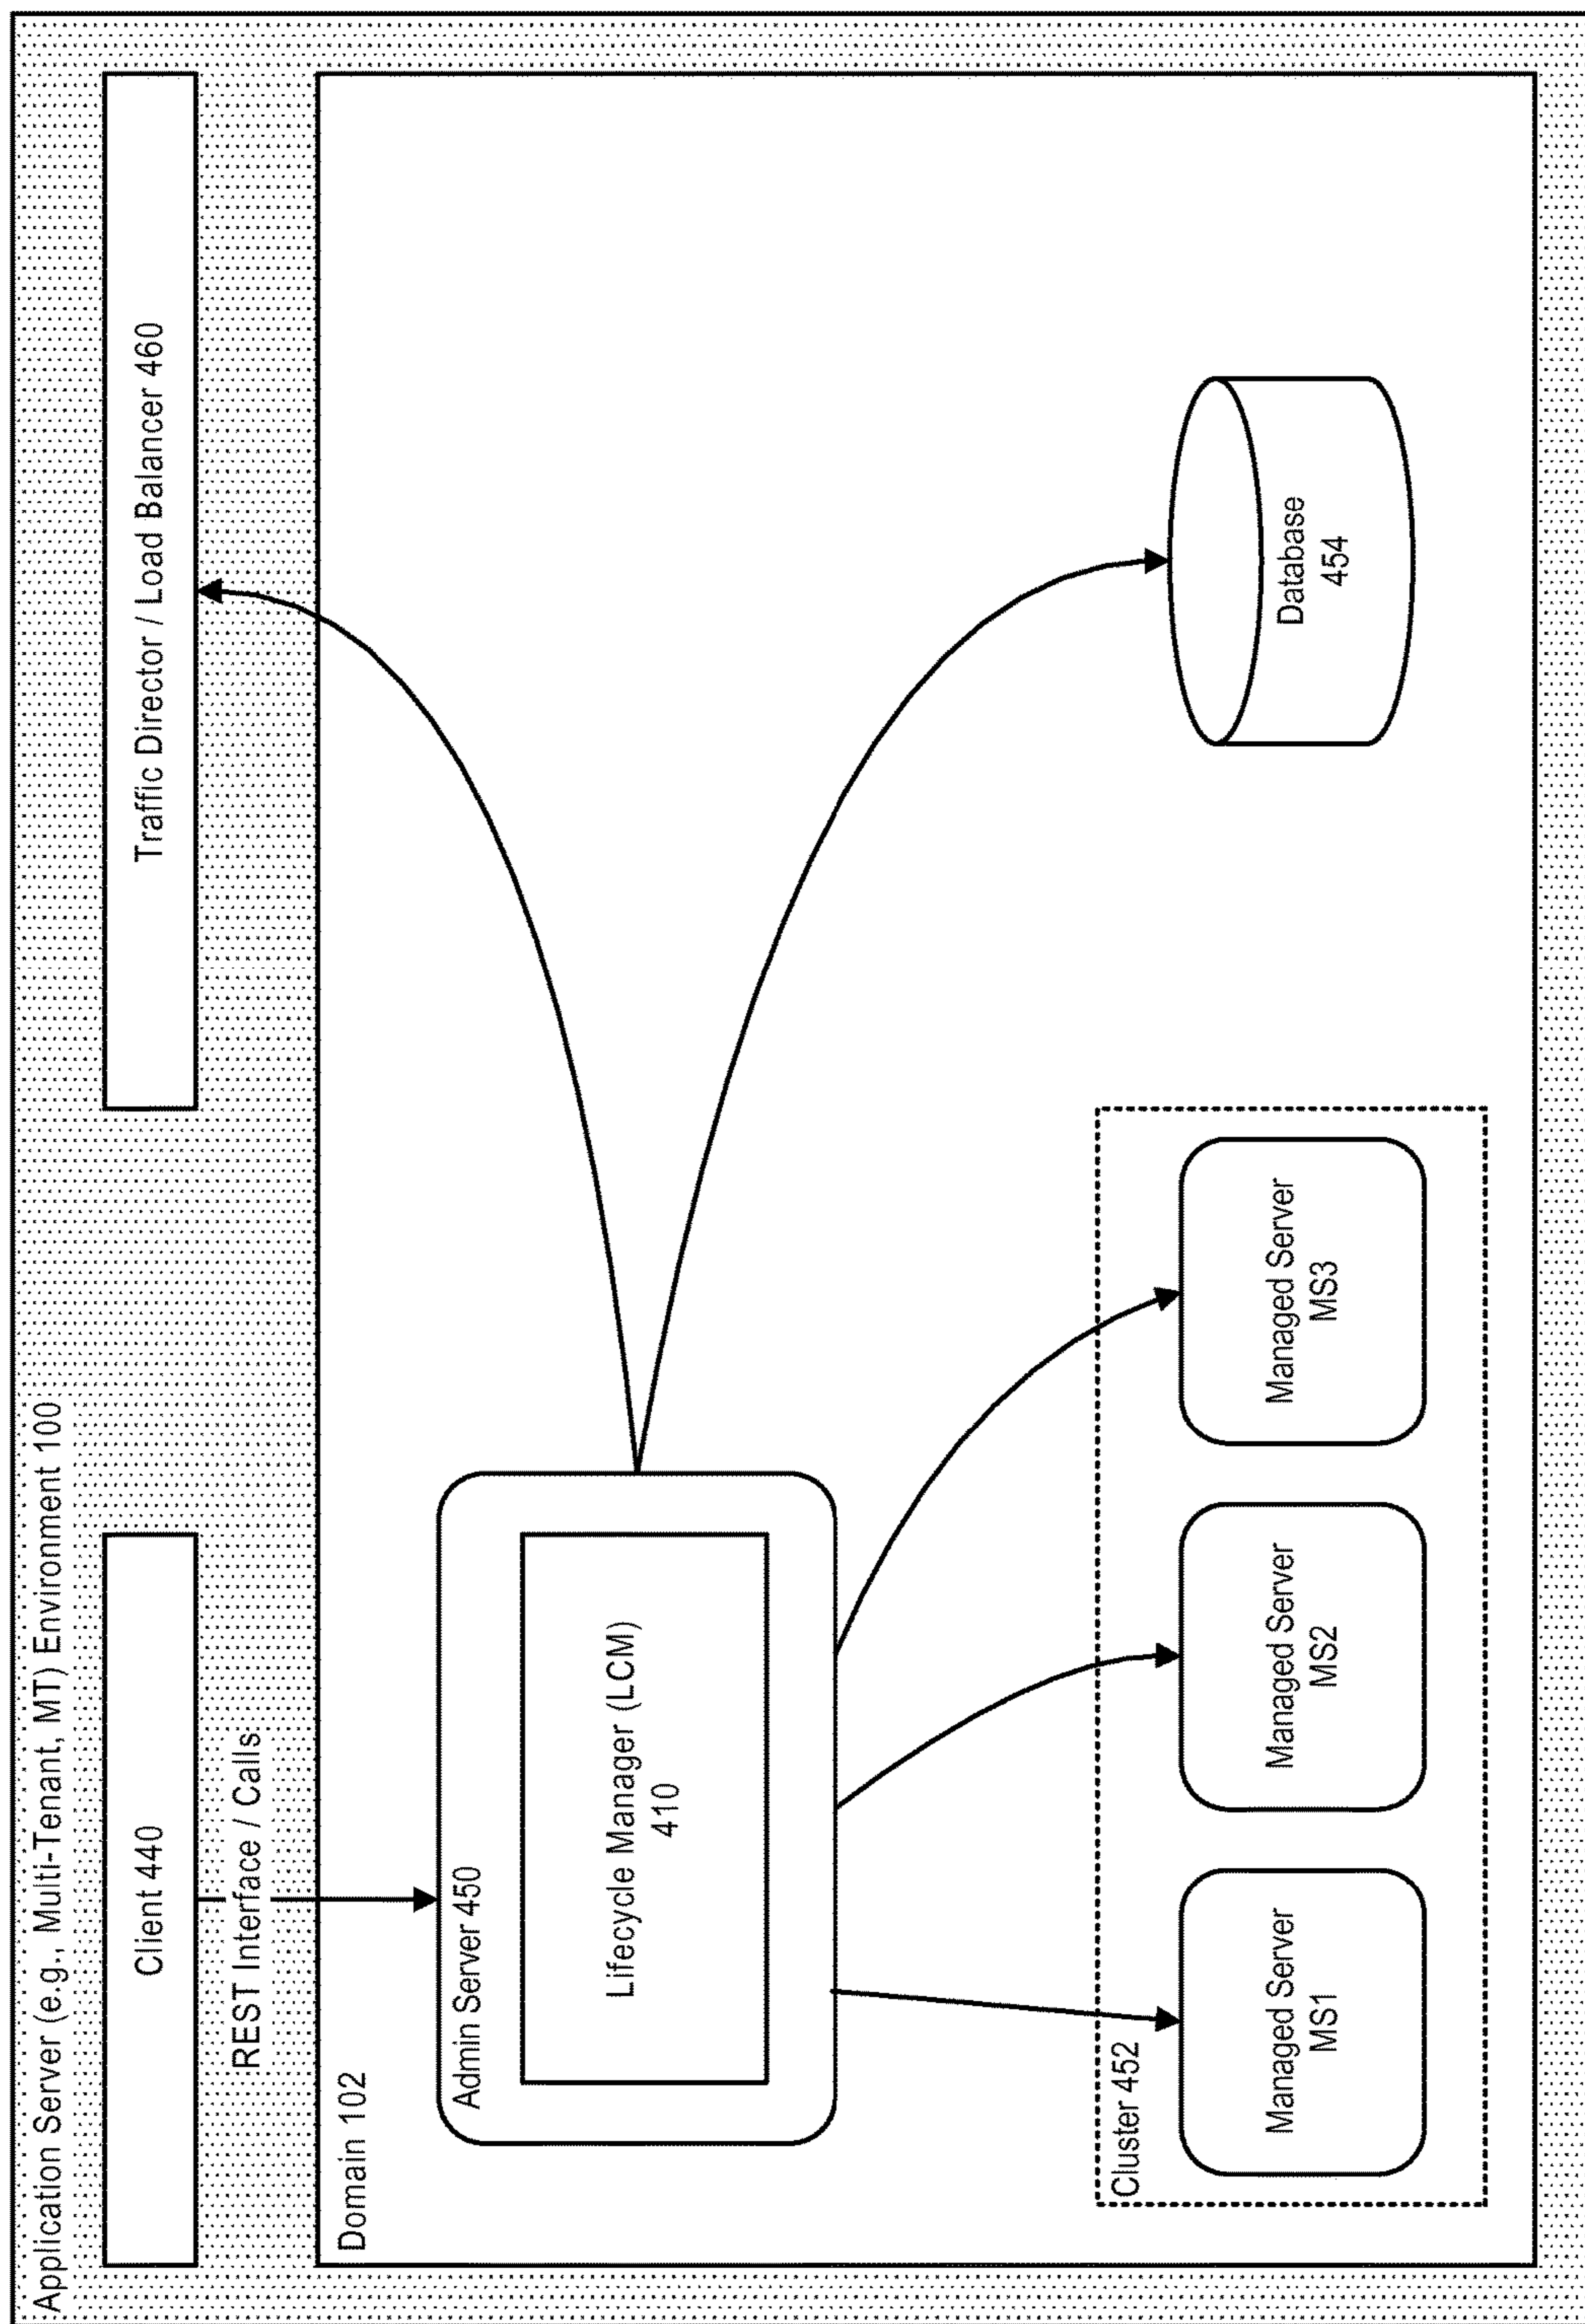 Application Server (e.g., Multi-Tenant, MT) Environment 100
Client 440
Traffic Director / Load Balancer 460
REST Interface / Calls
Domain 102
Admin Server 450
Lifecycle Manager (LCM)
410
Cluster 452
Managed Server
MS1
Managed Server
MS2
Managed Server
MS3
Database
454